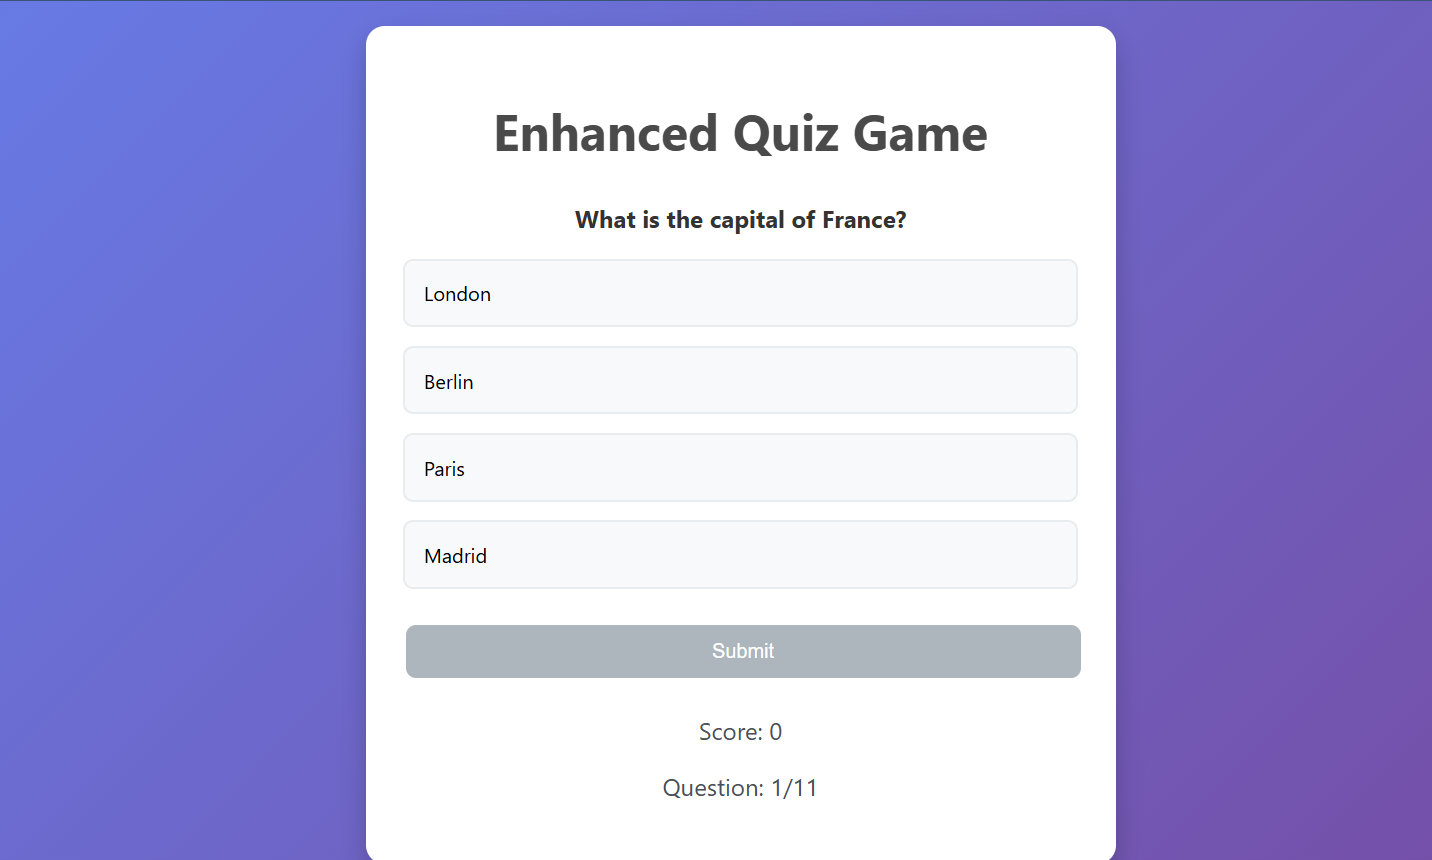 Enhanced Quiz Game
What is the capital of France?
London
Berlin
Paris
Madrid
Submit
Score: 0
Question: 1/11